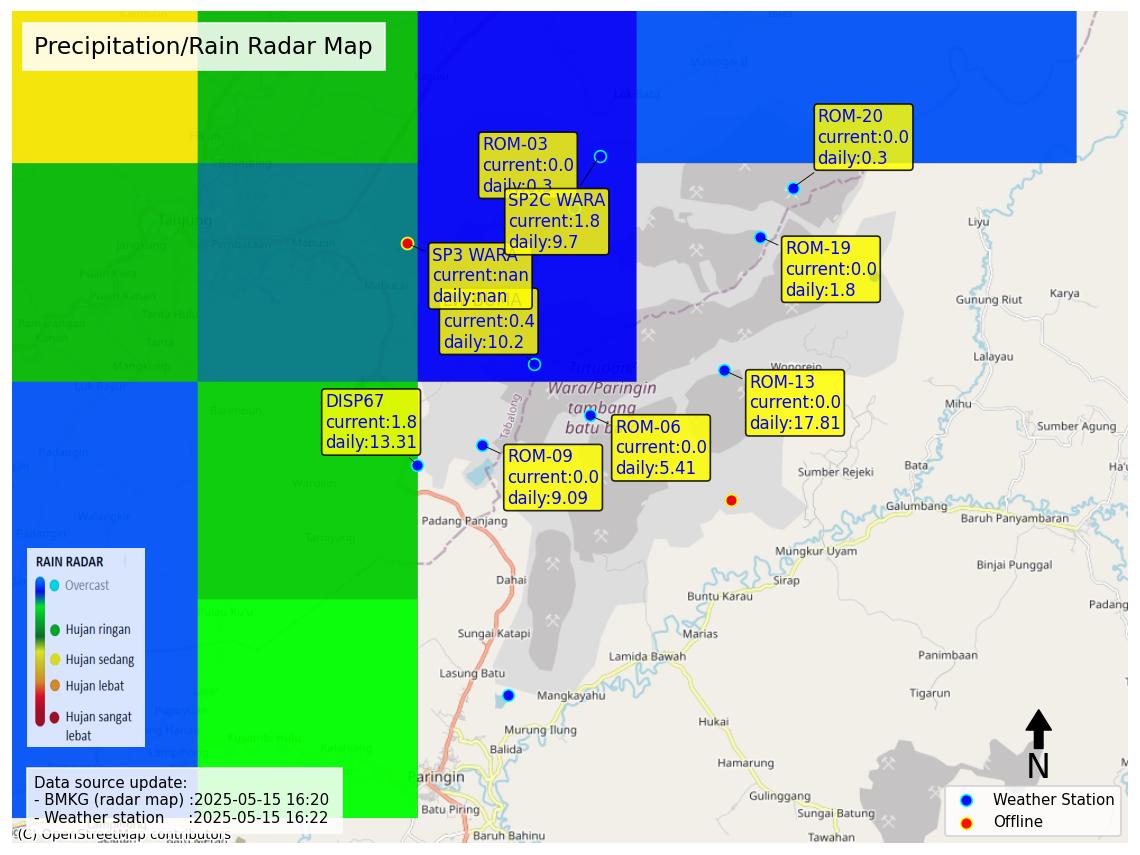 Precipitation/Rain Radar Map
ROM-20
current:0.0
daily:0.3
ROM-03
current:0.0
daily:0.3
SP2C WARA
current:1.8
daily:9.7
ROM-19
current:0.0
daily:1.8
SP3 WARA
current:nan
daily:nan
current:0.4
daily:10.2
ROM-13
current:0.0
daily:17.81
DISP67
current:1.8
daily:13.31
ROM-06
current:0.0
daily:5.41
ROM-09
current:0.0
daily:9.09
Liyu
Gunung Riut
Karya
Lalayau
Wonorejo
Mihu
Sumber Agung
Wara/Paringin
tambang
batu
Tabalong
Tanjung
Bata
Sumber Rejeki
Galumbang
Baruh Panyambaran
Padang Panjang
Mungkur Uyam
Binjai Punggal
Dahai
Sirap
Buntu Karau
Padang
Sungai Katapi
Marias
Lamida Bawah
Panimbaan
Lasung Batu
Mangkayahu
Tigarun
Hukai
Murung Ilung
Balida
Hamarung
Paringin
Gulinggang
Batu Piring
Sungai Batung
Baruh Bahinu
Tawahan
RAIN RADAR
Overcast
Hujan ringan
Hujan sedang
Hujan lebat
Hujan sangat
lebat
Data source update:
- BMKG (radar map) :2025-05-15 16:20
- Weather station :2025-05-15 16:22
(C) OpenStreetMap contributors
N
Weather Station
Offline